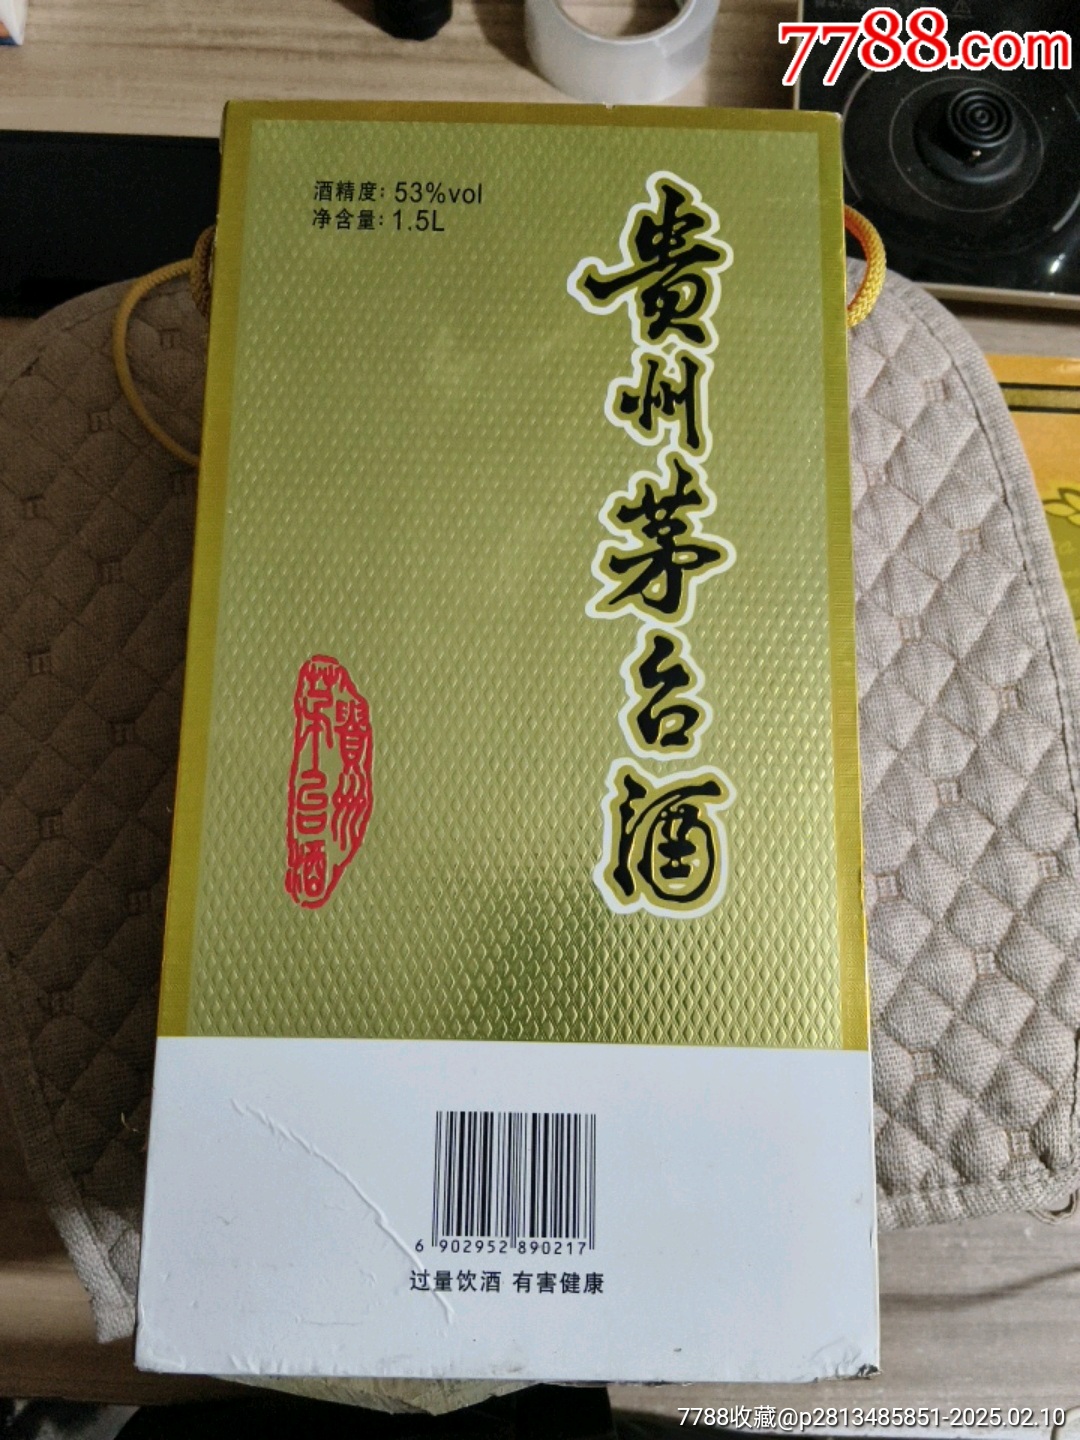 7788.com
酒精度: 53%vol
净含量: 1.5L
贵州茅台酒
貴州
茅台酒
6 902952 890217
过量饮酒 有害健康
7788收藏@p2813485851-2025.02.10